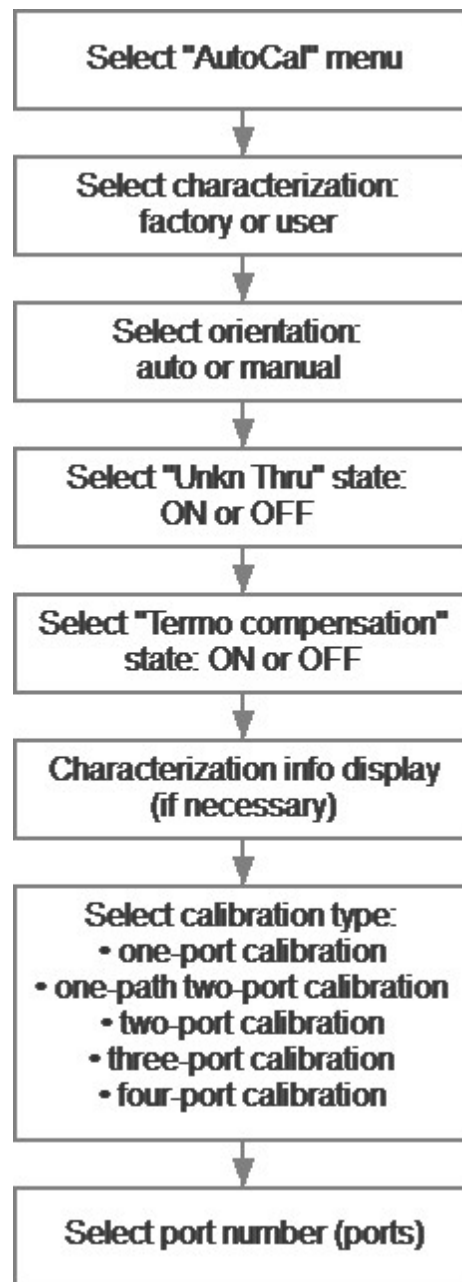 Select "AutoCal" menu
Select characterization:
factory or user
Select orientation:
auto or manual
Select "Unkn Thru" state:
ON or OFF
Select "Termo compensation"
state: ON or OFF
Characterization info display
(if necessary)
Select calibration type:
• one-port calibration
• one-path two-port calibration
• two-port calibration
• three-port calibration
• four-port calibration
Select port number (ports)